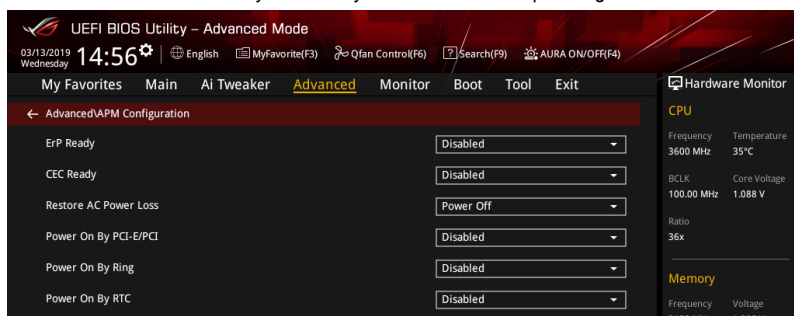 UEFI BIOS Utility – Advanced Mode
03/13/2019 Wednesday 14:56 English MyFavorite(F3) Qfan Control(F6) ? Search(F9) AURA ON/OFF(F4)
My Favorites Main Ai Tweaker Advanced Monitor Boot Tool Exit
Hardware Monitor
← Advanced\APM Configuration
ErP Ready Disabled
CEC Ready Disabled
Restore AC Power Loss Power Off
Power On By PCI-E/PCI Disabled
Power On By Ring Disabled
Power On By RTC Disabled
CPU
Frequency Temperature
3600 MHz 35°C
BCLK Core Voltage
100.00 MHz 1.088 V
Ratio
36x
Memory
Frequency Voltage